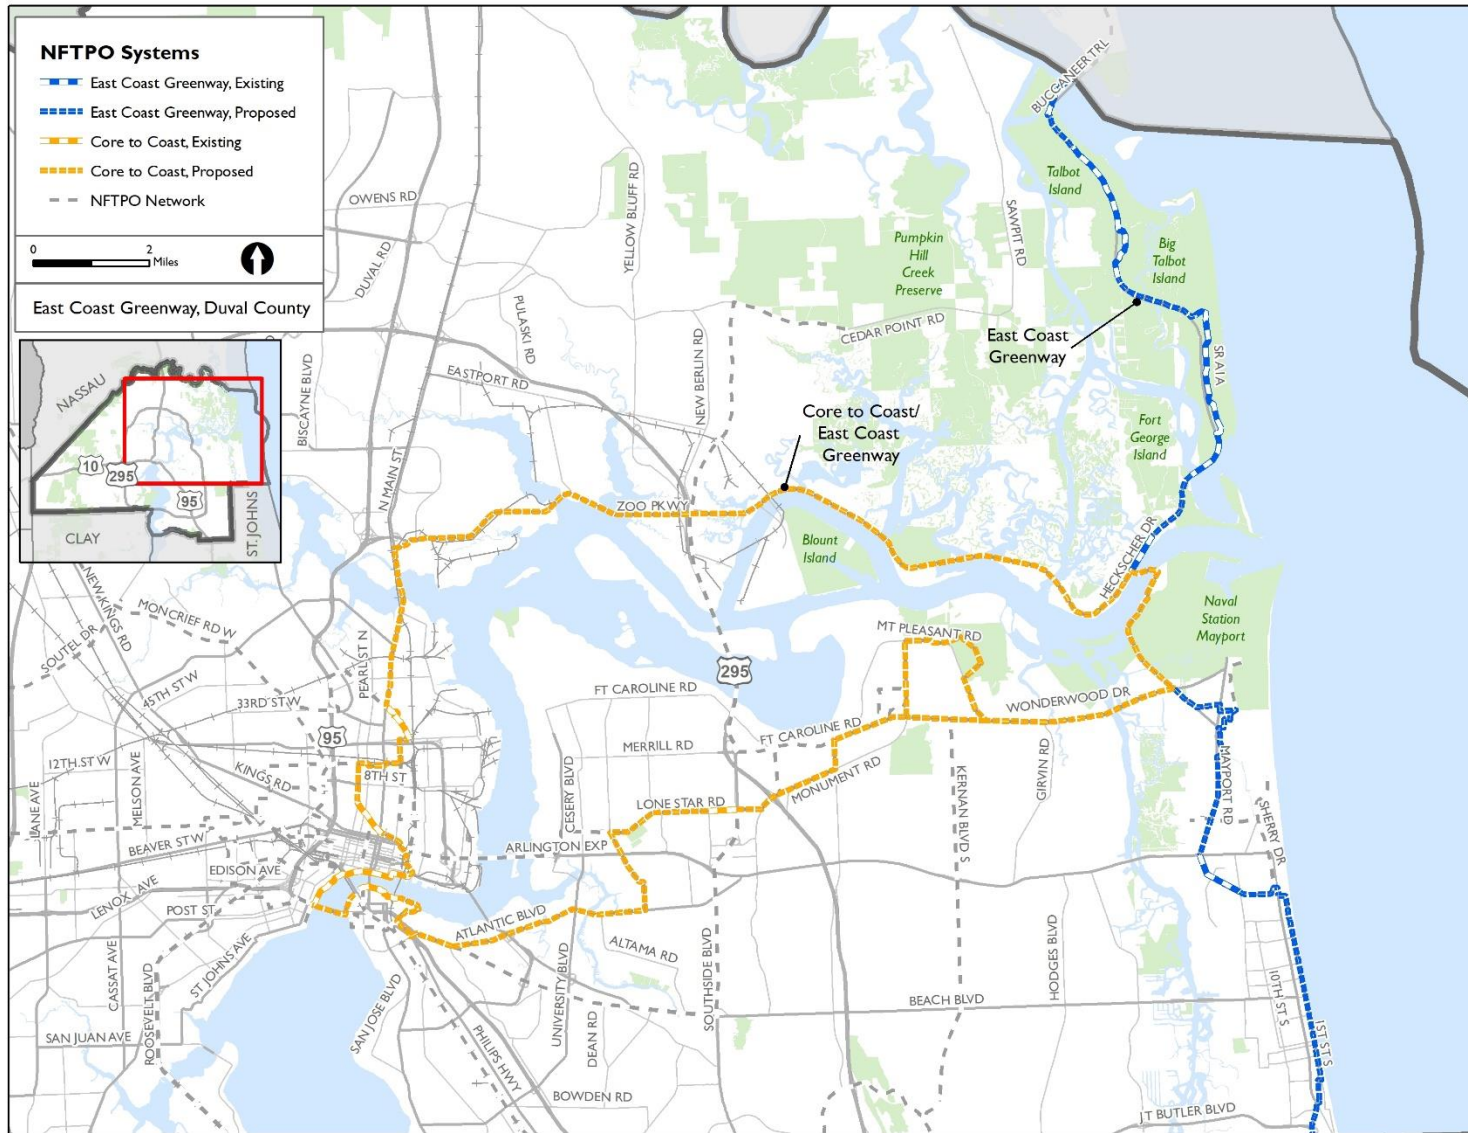 NFTPO Systems
East Coast Greenway, Existing
East Coast Greenway, Proposed
Core to Coast, Existing
Core to Coast, Proposed
NFTPO Network
0
2
Miles
East Coast Greenway, Duval County
NASSAU
10
295
95
CLAY
ST. JOHNS
BUCCANEER TRL
Talbot
Island
OWENS RD
YELLOW BLUFF RD
SAWPIT RD
DUVAL RD
Pumpkin
Hill
Creek
Preserve
Big
Talbot
Island
PULASKI RD
CEDAR POINT RD
East Coast
Greenway
SR A1A
BISCAYNE BLVD
EASTPORT RD
NEW BERLIN RD
Core to Coast/
East Coast
Greenway
Fort
George
Island
N MAIN ST
ZOO PKWY
Blount
Island
HECKSCHER DR
NEW KINGS RD
MONCRIEF RD W
SOUTEL DR
PEARL ST N
MT PLEASANT RD
Naval
Station
Mayport
45TH ST W
33RD ST W
295
FT CAROLINE RD
WONDERWOOD DR
95
MERRILL RD
FT CAROLINE RD
12TH ST W
KINGS RD
8TH ST
MONUMENT RD
GIRVIN RD
MAYPORT RD
LANE AVE
MELSON AVE
CESERY BLVD
LONE STAR RD
KERNAN BLVD S
SHERRY DR
BEAVER ST W
ARLINGTON EXP
EDISON AVE
LENOX AVE
POST ST
ATLANTIC BLVD
ALTAMA RD
CASSAT AVE
ROOSEVELT BLVD
ST JOHNS AVE
UNIVERSITY BLVD
SOUTHSIDE BLVD
HODGES BLVD
10TH ST S
BEACH BLVD
SAN JUAN AVE
SAN JOSE BLVD
PHILIPS HWY
DEAN RD
1ST ST S
BOWDEN RD
J T BUTLER BLVD